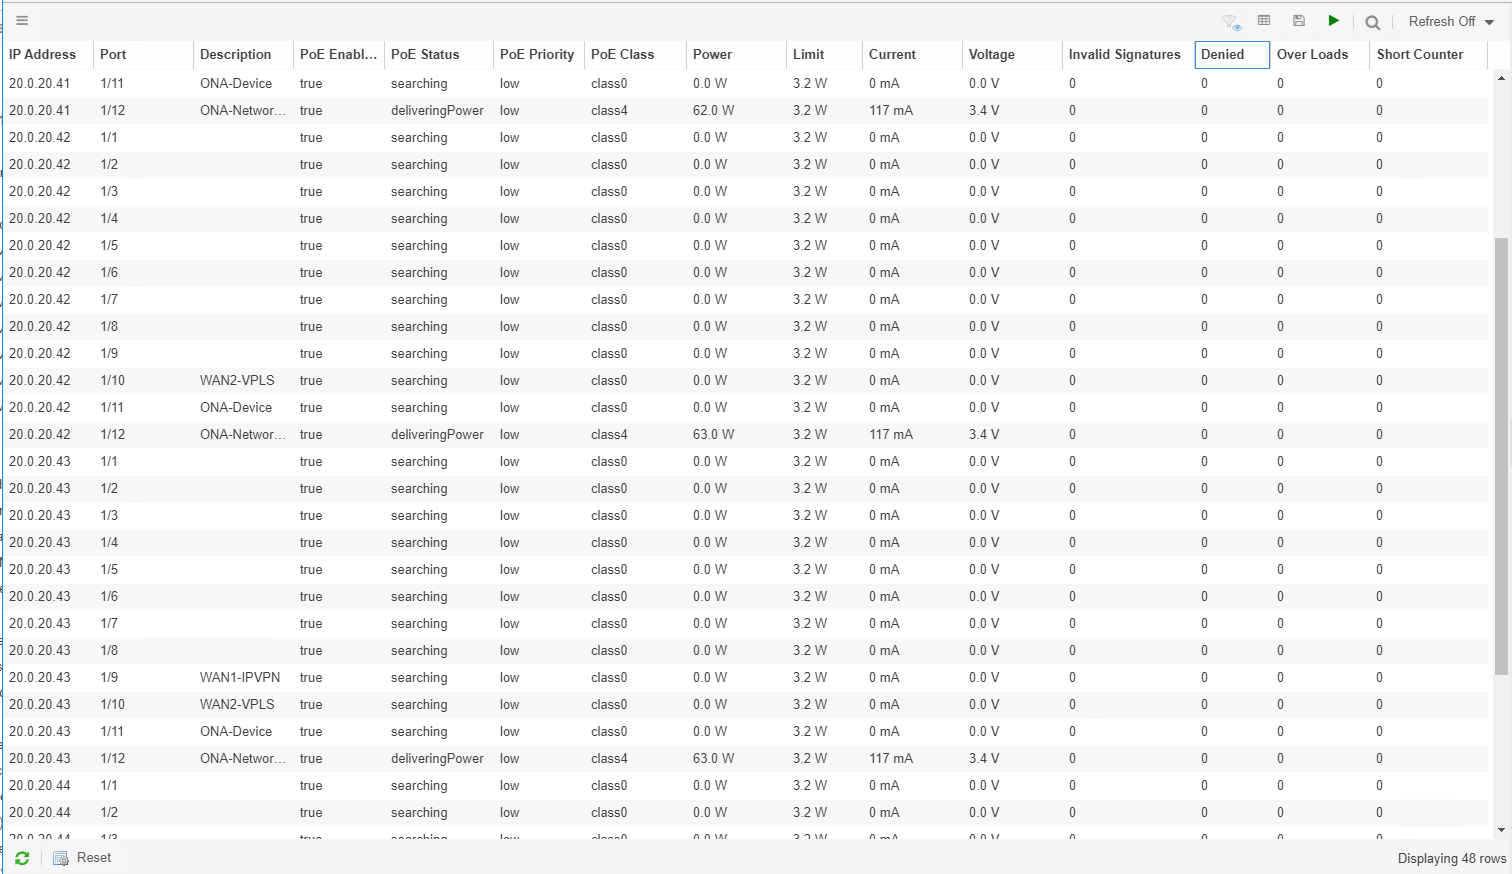 Refresh Off
IP Address Port Description PoE Enabl... PoE Status PoE Priority PoE Class Power Limit Current Voltage Invalid Signatures Denied Over Loads Short Counter
20.0.20.41 1/11 ONA-Device true searching low class0 0.0 W 3.2 W 0 mA 0.0 V 0 0 0 0
20.0.20.41 1/12 ONA-Networ... true deliveringPower low class4 62.0 W 3.2 W 117 mA 3.4 V 0 0 0 0
20.0.20.42 1/1 true searching low class0 0.0 W 3.2 W 0 mA 0.0 V 0 0 0 0
20.0.20.42 1/2 true searching low class0 0.0 W 3.2 W 0 mA 0.0 V 0 0 0 0
20.0.20.42 1/3 true searching low class0 0.0 W 3.2 W 0 mA 0.0 V 0 0 0 0
20.0.20.42 1/4 true searching low class0 0.0 W 3.2 W 0 mA 0.0 V 0 0 0 0
20.0.20.42 1/5 true searching low class0 0.0 W 3.2 W 0 mA 0.0 V 0 0 0 0
20.0.20.42 1/6 true searching low class0 0.0 W 3.2 W 0 mA 0.0 V 0 0 0 0
20.0.20.42 1/7 true searching low class0 0.0 W 3.2 W 0 mA 0.0 V 0 0 0 0
20.0.20.42 1/8 true searching low class0 0.0 W 3.2 W 0 mA 0.0 V 0 0 0 0
20.0.20.42 1/9 true searching low class0 0.0 W 3.2 W 0 mA 0.0 V 0 0 0 0
20.0.20.42 1/10 WAN2-VPLS true searching low class0 0.0 W 3.2 W 0 mA 0.0 V 0 0 0 0
20.0.20.42 1/11 ONA-Device true searching low class0 0.0 W 3.2 W 0 mA 0.0 V 0 0 0 0
20.0.20.42 1/12 ONA-Networ... true deliveringPower low class4 63.0 W 3.2 W 117 mA 3.4 V 0 0 0 0
20.0.20.43 1/1 true searching low class0 0.0 W 3.2 W 0 mA 0.0 V 0 0 0 0
20.0.20.43 1/2 true searching low class0 0.0 W 3.2 W 0 mA 0.0 V 0 0 0 0
20.0.20.43 1/3 true searching low class0 0.0 W 3.2 W 0 mA 0.0 V 0 0 0 0
20.0.20.43 1/4 true searching low class0 0.0 W 3.2 W 0 mA 0.0 V 0 0 0 0
20.0.20.43 1/5 true searching low class0 0.0 W 3.2 W 0 mA 0.0 V 0 0 0 0
20.0.20.43 1/6 true searching low class0 0.0 W 3.2 W 0 mA 0.0 V 0 0 0 0
20.0.20.43 1/7 true searching low class0 0.0 W 3.2 W 0 mA 0.0 V 0 0 0 0
20.0.20.43 1/8 true searching low class0 0.0 W 3.2 W 0 mA 0.0 V 0 0 0 0
20.0.20.43 1/9 WAN1-IPVPN true searching low class0 0.0 W 3.2 W 0 mA 0.0 V 0 0 0 0
20.0.20.43 1/10 WAN2-VPLS true searching low class0 0.0 W 3.2 W 0 mA 0.0 V 0 0 0 0
20.0.20.43 1/11 ONA-Device true searching low class0 0.0 W 3.2 W 0 mA 0.0 V 0 0 0 0
20.0.20.43 1/12 ONA-Networ... true deliveringPower low class4 63.0 W 3.2 W 117 mA 3.4 V 0 0 0 0
20.0.20.44 1/1 true searching low class0 0.0 W 3.2 W 0 mA 0.0 V 0 0 0 0
20.0.20.44 1/2 true searching low class0 0.0 W 3.2 W 0 mA 0.0 V 0 0 0 0
20.0.20.44 1/3 true searching low class0 0.0 W 3.2 W 0 mA 0.0 V 0 0 0 0
Reset Displaying 48 rows